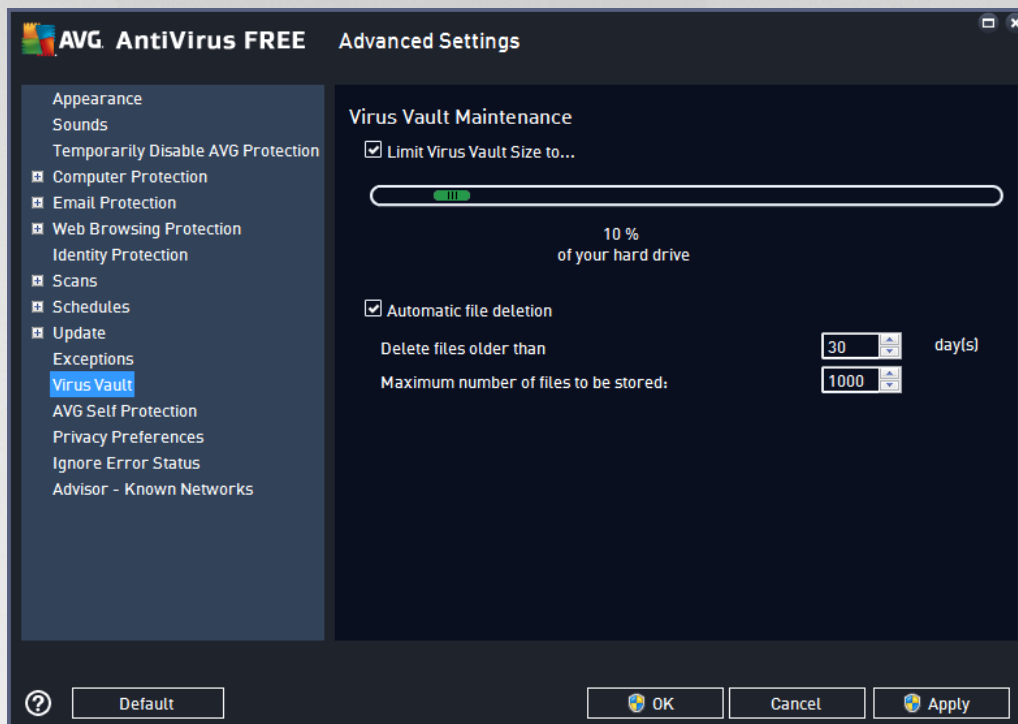 AVG. AntiVirus FREE Advanced Settings
Appearance
Sounds
Temporarily Disable AVG Protection
Computer Protection
Email Protection
Web Browsing Protection
Identity Protection
Scans
Schedules
Update
Exceptions
Virus Vault
AVG Self Protection
Privacy Preferences
Ignore Error Status
Advisor - Known Networks
Virus Vault Maintenance
Limit Virus Vault Size to...
10 %
of your hard drive
Automatic file deletion
Delete files older than 30 day(s)
Maximum number of files to be stored: 1000
? Default OK Cancel Apply